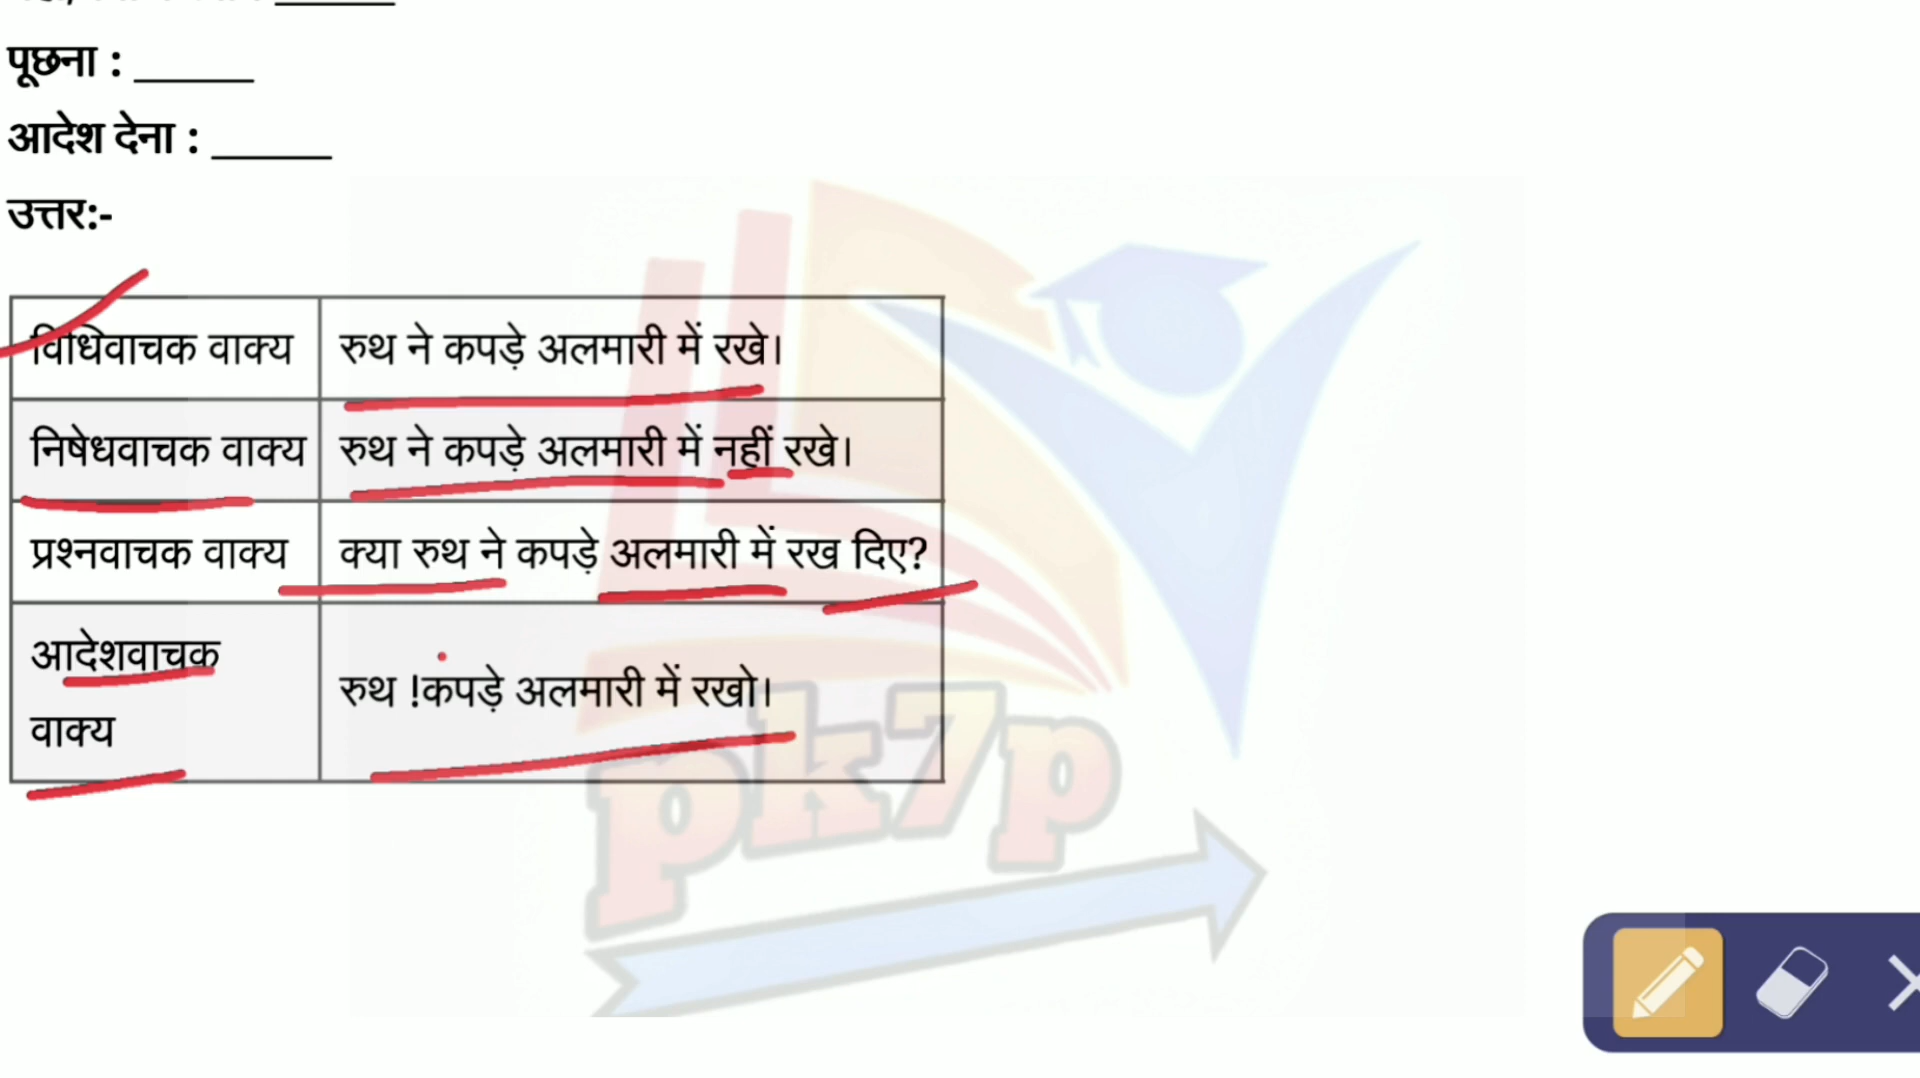 पूछना : ______
आदेश देना : ______
उत्तर:-
विधिवाचक वाक्य रुथ ने कपड़े अलमारी में रखे।
निषेधवाचक वाक्य रुथ ने कपड़े अलमारी में नहीं रखे।
प्रश्नवाचक वाक्य क्या रुथ ने कपड़े अलमारी में रख दिए?
आदेशवाचक
वाक्य
रुथ !कपड़े अलमारी में रखो।
pk7p